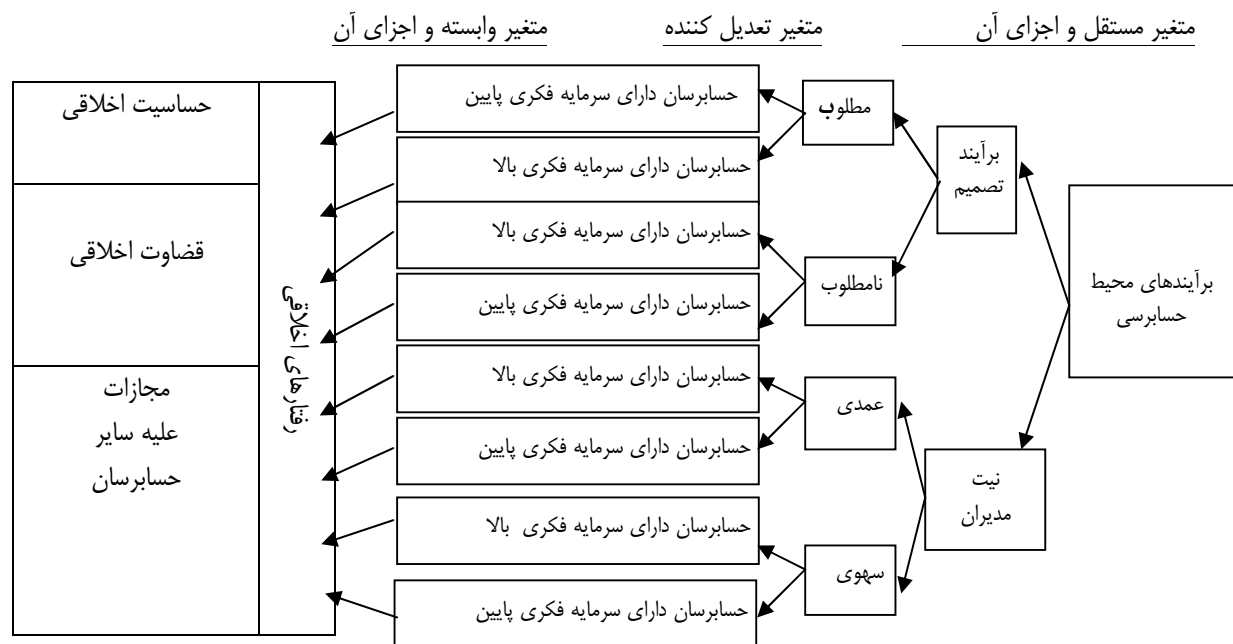 متغیر مستقل و اجزای آن
متغیر تعدیل کننده
متغیر وابسته و اجزای آن
برآیندهای محیط
حسابرسی
برآیند
تصمیم
نیت
مدیران
مطلوب
نامطلوب
عمدی
سهوی
حسابرسان دارای سرمایه فکری پایین
حسابرسان دارای سرمایه فکری بالا
حسابرسان دارای سرمایه فکری بالا
حسابرسان دارای سرمایه فکری پایین
حسابرسان دارای سرمایه فکری بالا
حسابرسان دارای سرمایه فکری پایین
حسابرسان دارای سرمایه فکری بالا
حسابرسان دارای سرمایه فکری پایین
رفتارهای اخلاقی
حساسیت اخلاقی
قضاوت اخلاقی
مجازات
علیه سایر
حسابرسان